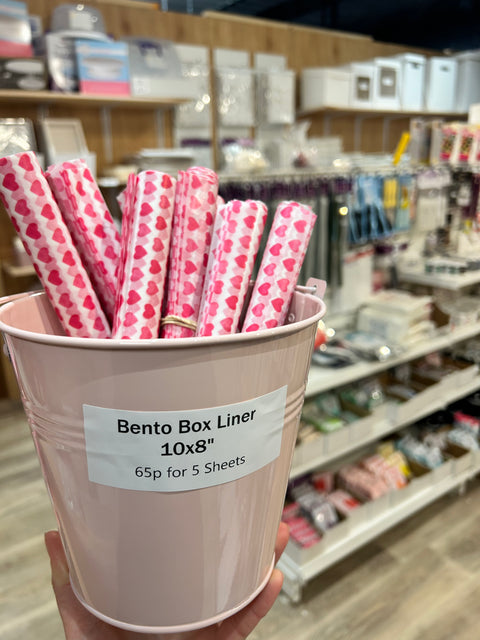 Bento Box Liner
10x8"
65p for 5 Sheets